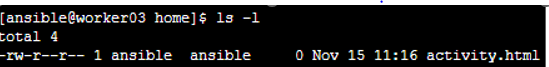 [ansible@worker03 home]$ ls -l
total 4
-rw-r--r-- 1 ansible ansible 0 Nov 15 11:16 activity.html